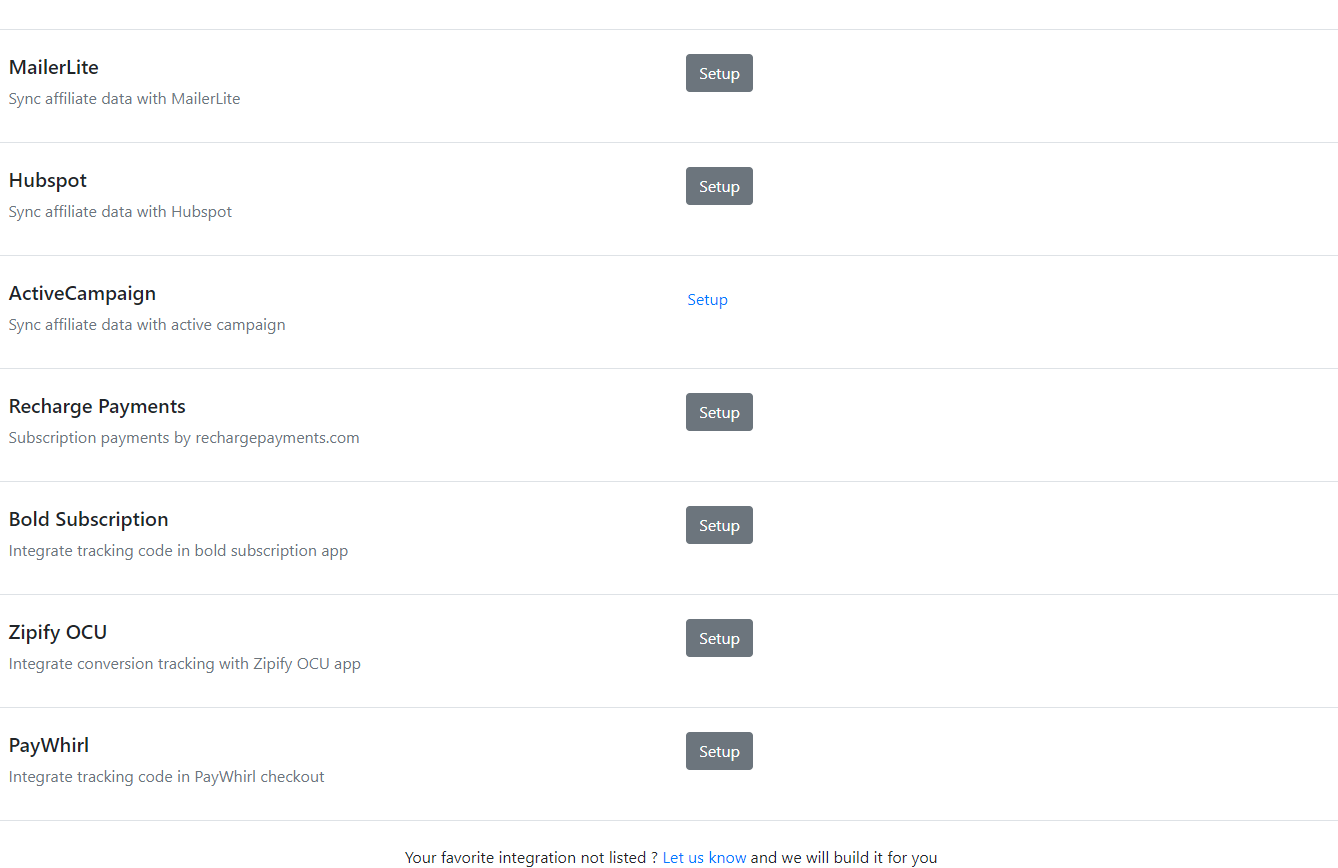 MailerLite
Setup
Sync affiliate data with MailerLite
Hubspot
Setup
Sync affiliate data with Hubspot
ActiveCampaign
Setup
Sync affiliate data with active campaign
Recharge Payments
Setup
Subscription payments by rechargepayments.com
Bold Subscription
Setup
Integrate tracking code in bold subscription app
Zipify OCU
Setup
Integrate conversion tracking with Zipify OCU app
PayWhirl
Setup
Integrate tracking code in PayWhirl checkout
Your favorite integration not listed ? Let us know and we will build it for you